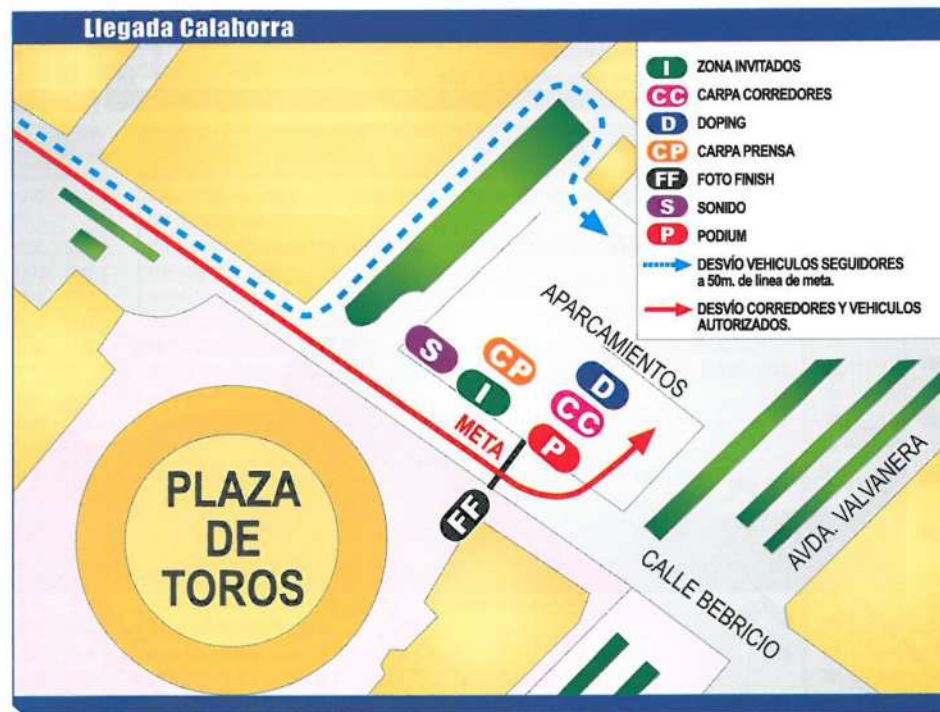 Llegada Calahorra
I ZONA INVITADOS
CC CARPA CORREDORES
D DOPING
CP CARPA PRENSA
FF FOTO FINISH
S SONIDO
P PODIUM
DESVÍO VEHICULOS SEGUIDORES
a 50m. de linea de meta.
DESVÍO CORREDORES Y VEHICULOS
AUTORIZADOS.
APARCAMIENTOS
S
CP
I
D
CC
P
META
FF
PLAZA
DE
TOROS
CALLE BEBRICIO
AVDA. VALVANERA